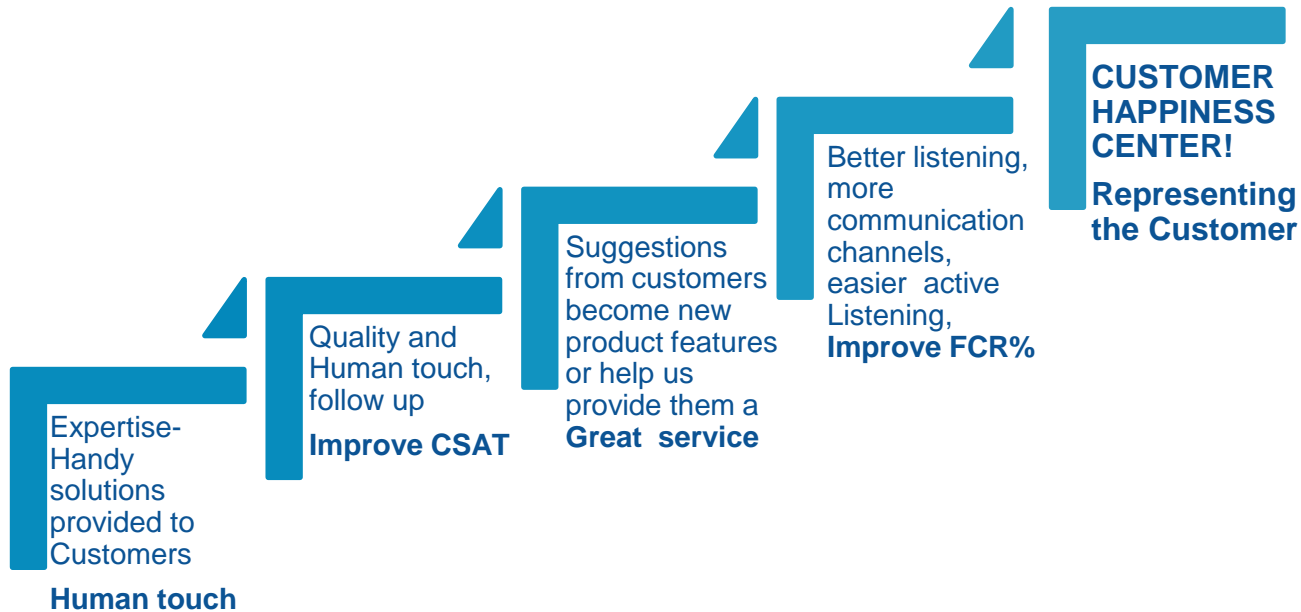 Expertise-
Handy
solutions
provided to
Customers
Human touch
Quality and
Human touch,
follow up
Improve CSAT
Suggestions
from customers
become new
product features
or help us
provide them a
Great service
Better listening,
more
communication
channels,
easier active
Listening,
Improve FCR%
CUSTOMER
HAPPINESS
CENTER!
Representing
the Customer